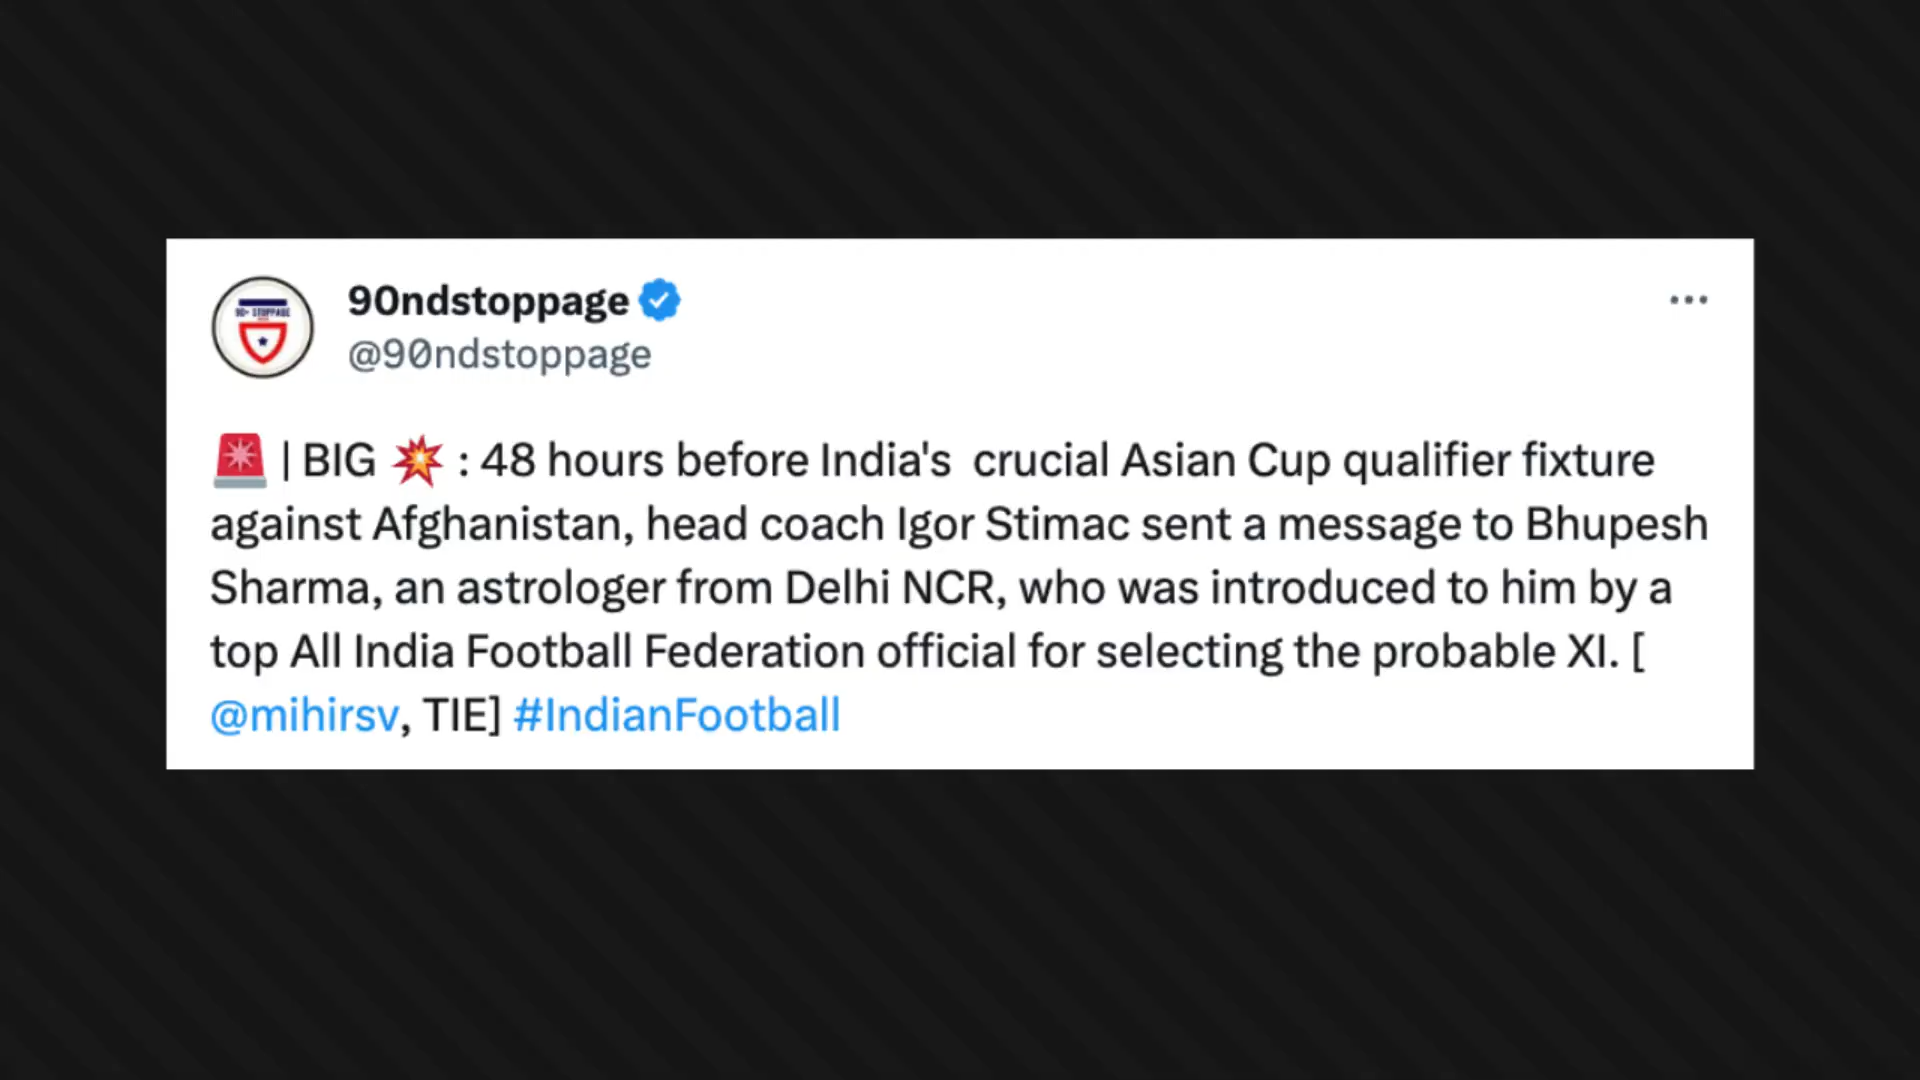 90+ STOPPAGE
90ndstoppage
@90ndstoppage
🚨 | BIG 💥 : 48 hours before India's  crucial Asian Cup qualifier fixture
against Afghanistan, head coach Igor Stimac sent a message to Bhupesh
Sharma, an astrologer from Delhi NCR, who was introduced to him by a
top All India Football Federation official for selecting the probable XI. [
@mihirsv, TIE] #IndianFootball